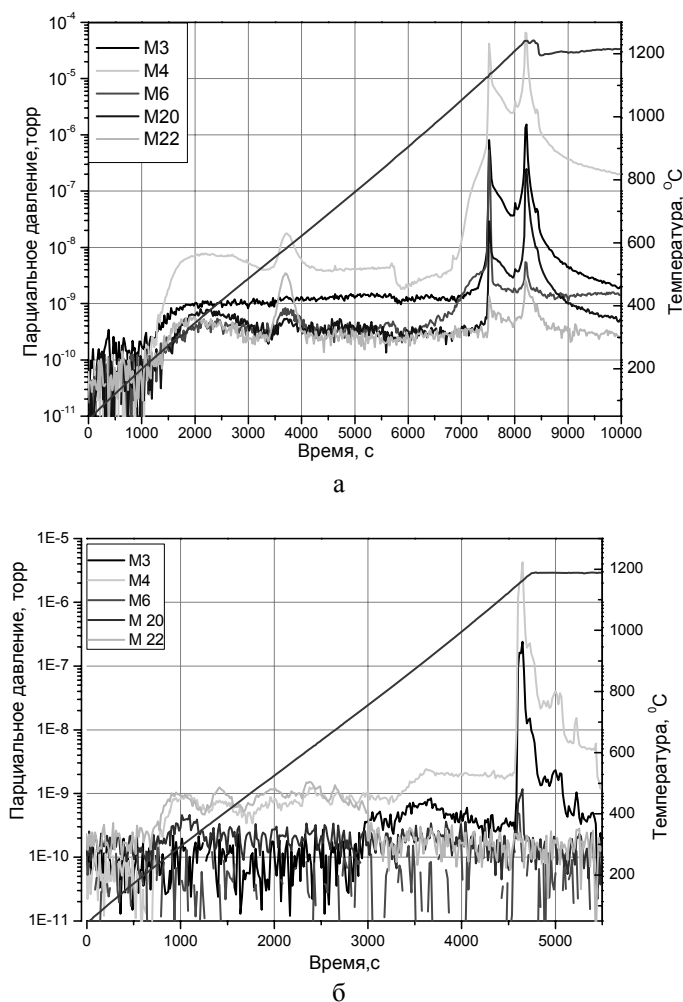 10⁻⁴
10⁻⁵
10⁻⁶
10⁻⁷
10⁻⁸
10⁻⁹
10⁻¹⁰
10⁻¹¹
Парциальное давление,торр
M3
M4
M6
M20
M22
1200
1000
800
600
400
200
Температура, ⁰C
0 1000 2000 3000 4000 5000 6000 7000 8000 9000 10000
Время, с
а
1E-5
1E-6
1E-7
1E-8
1E-9
1E-10
1E-11
Парциальное давление, торр
M3
M4
M6
M 20
M 22
1200
1000
800
600
400
200
Температура, ⁰C
0 1000 2000 3000 4000 5000
Время,с
б